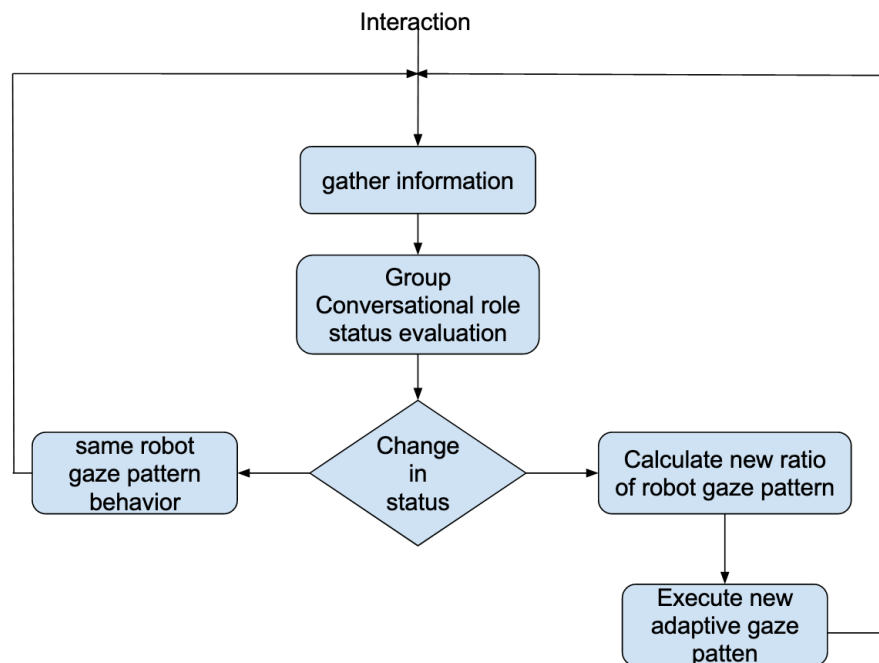 Interaction
gather information
Group
Conversational role
status evaluation
Change
in
status
same robot
gaze pattern
behavior
Calculate new ratio
of robot gaze pattern
Execute new
adaptive gaze
patten